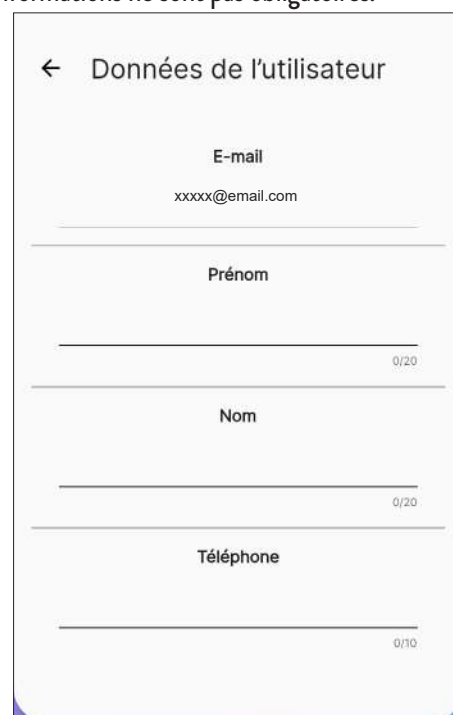 informations ne sont pas obligatoires.
← Données de l'utilisateur
E-mail
xxxxx@email.com
Prénom
0/20
Nom
0/20
Téléphone
0/10